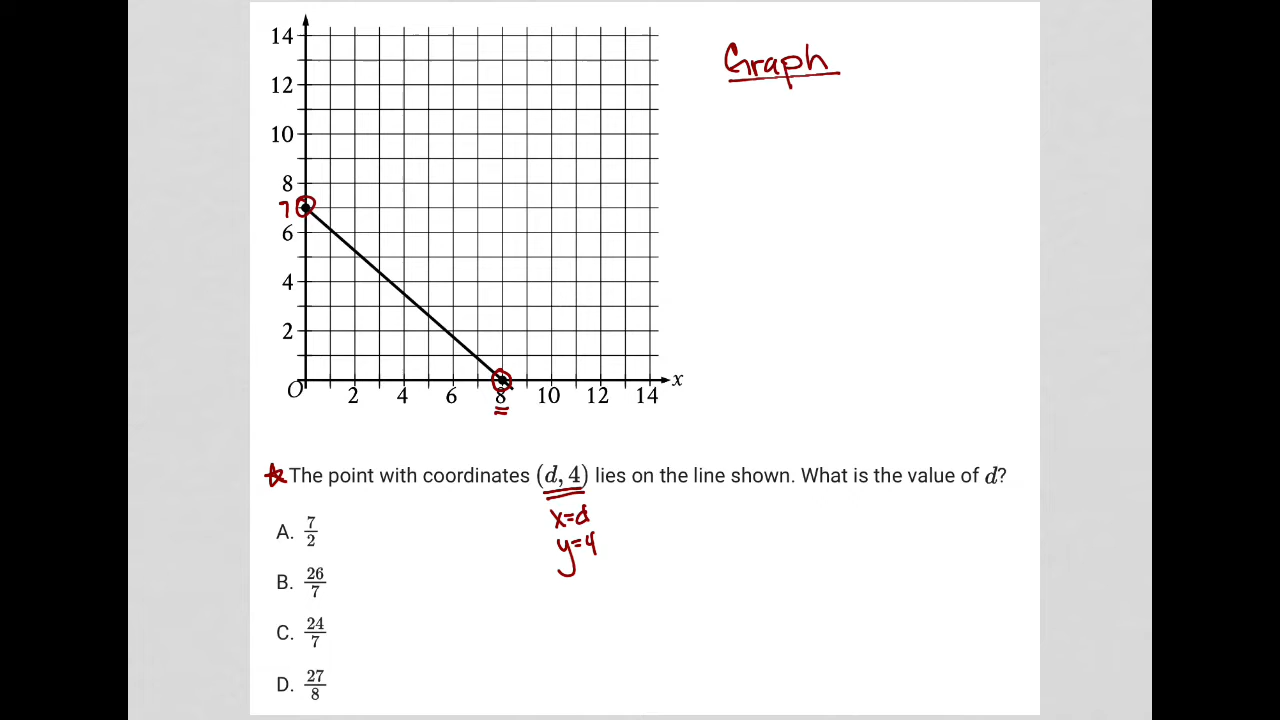 14
Graph
12
10
8
7
6
4
2
O 2 4 6 8 10 12 14 x
The point with coordinates (d, 4) lies on the line shown. What is the value of d?
x=d
A. 7/2
y=4
B. 26/7
C. 24/7
D. 27/8